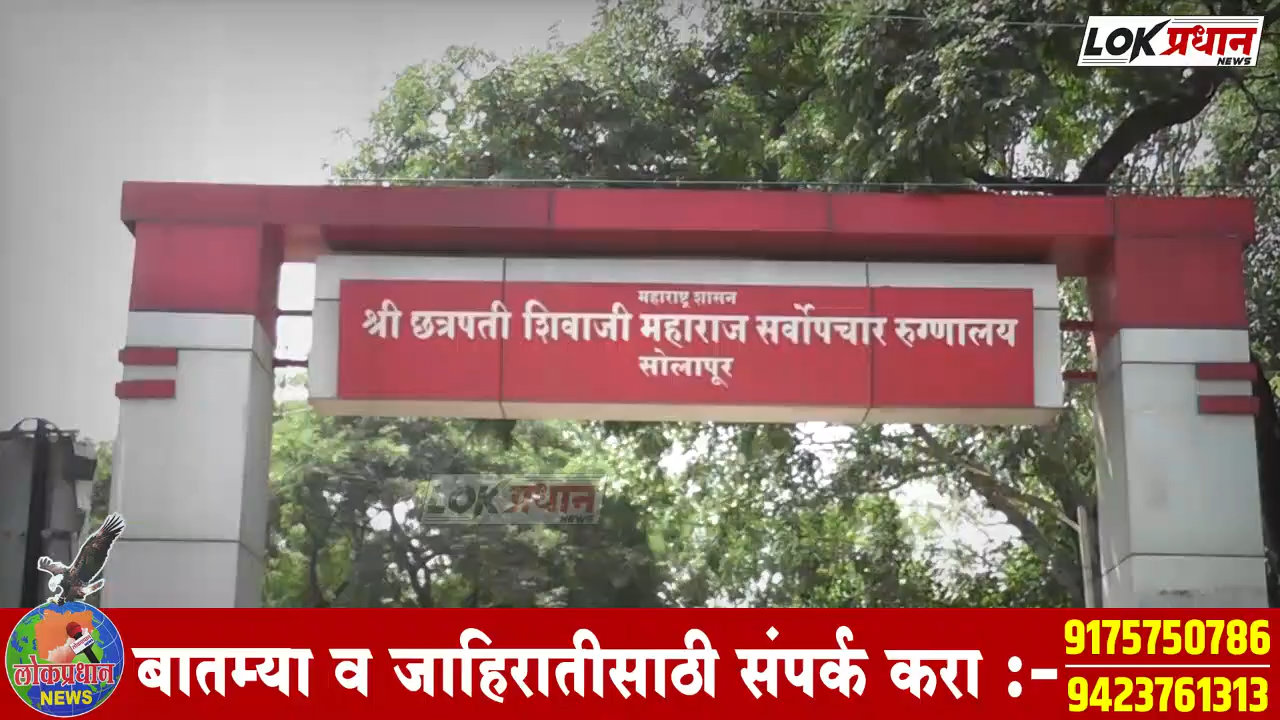 LOKप्रधान
NEWS
महाराष्ट्र शासन
श्री छत्रपती शिवाजी महाराज सर्वोपचार रुग्णालय
सोलापूर
LOKप्रधान
NEWS
लोकप्रधान
NEWS
बातम्या व जाहिरातीसाठी संपर्क करा :-
9175750786
9423761313